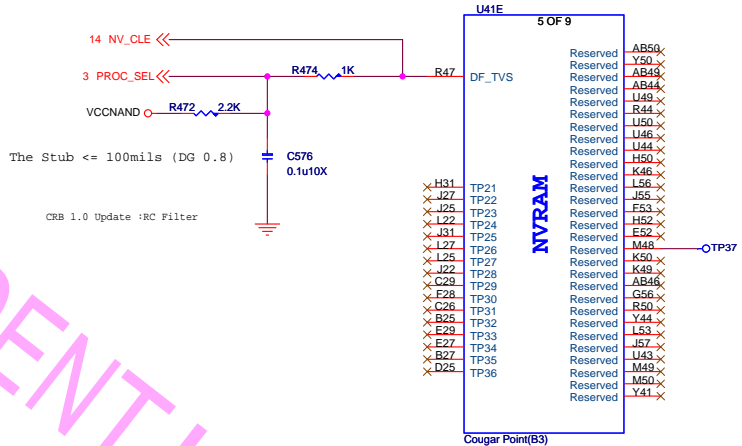 U41E
5 OF 9
14 NV_CLE
3 PROC_SEL
R474 1K
R47 DF_TVS
VCCNAND
R472 2.2K
The Stub <= 100mils (DG 0.8)
C576
0.1u10X
CRB 1.0 Update :RC Filter
NVRAM
H31 TP21
J27 TP22
J25 TP23
L22 TP24
J31 TP25
L27 TP26
L25 TP27
J22 TP28
C29 TP29
F28 TP30
C26 TP31
B25 TP32
E29 TP33
E27 TP34
B27 TP35
D25 TP36
Reserved AB50
Reserved Y50
Reserved AB49
Reserved AB44
Reserved U49
Reserved R44
Reserved U50
Reserved U46
Reserved U44
Reserved H50
Reserved K46
Reserved L56
Reserved J55
Reserved F53
Reserved H52
Reserved E52
Reserved M48 TP37
Reserved K50
Reserved K49
Reserved AB46
Reserved G56
Reserved R50
Reserved Y44
Reserved L53
Reserved J57
Reserved U43
Reserved M49
Reserved M50
Reserved Y41
Cougar Point(B3)
DENT